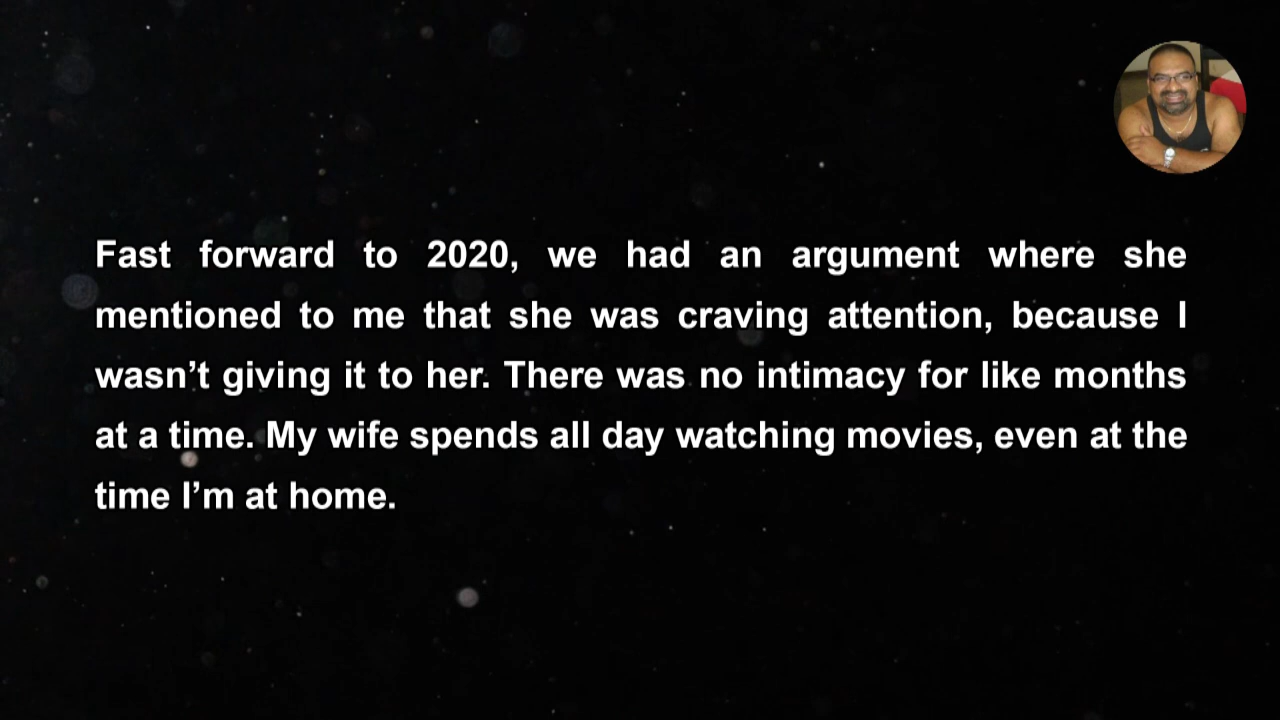 Fast forward to 2020, we had an argument where she
mentioned to me that she was craving attention, because I
wasn’t giving it to her. There was no intimacy for like months
at a time. My wife spends all day watching movies, even at the
time I’m at home.